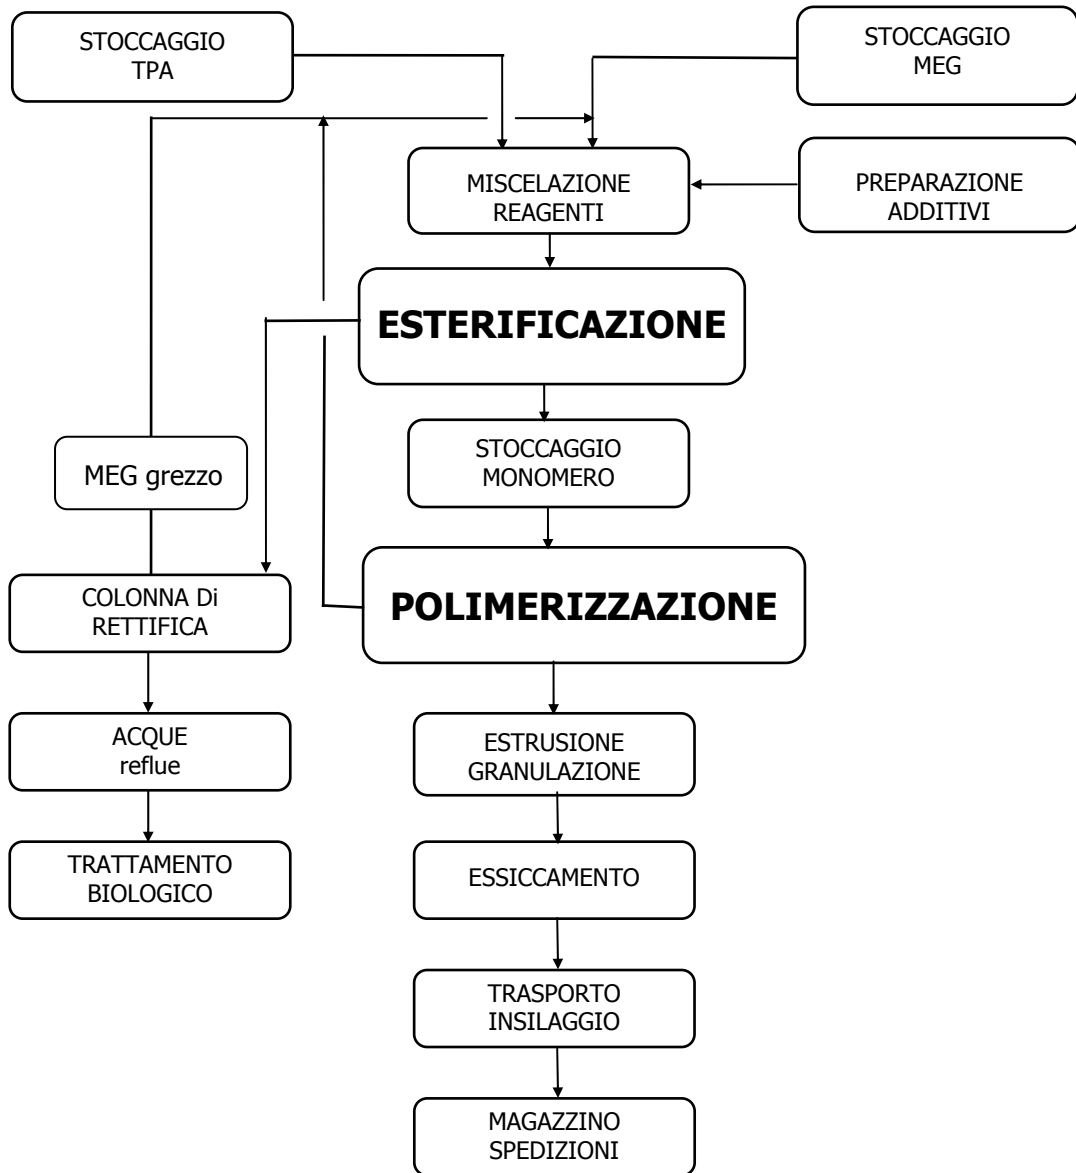 STOCCAGGIO
TPA
STOCCAGGIO
MEG
MISCELAZIONE
REAGENTI
PREPARAZIONE
ADDITIVI
ESTERIFICAZIONE
STOCCAGGIO
MONOMERO
MEG grezzo
POLIMERIZZAZIONE
COLONNA Di
RETTIFICA
ACQUE
reflue
ESTRUSIONE
GRANULAZIONE
TRATTAMENTO
BIOLOGICO
ESSICCAMENTO
TRASPORTO
INSILAGGIO
MAGAZZINO
SPEDIZIONI